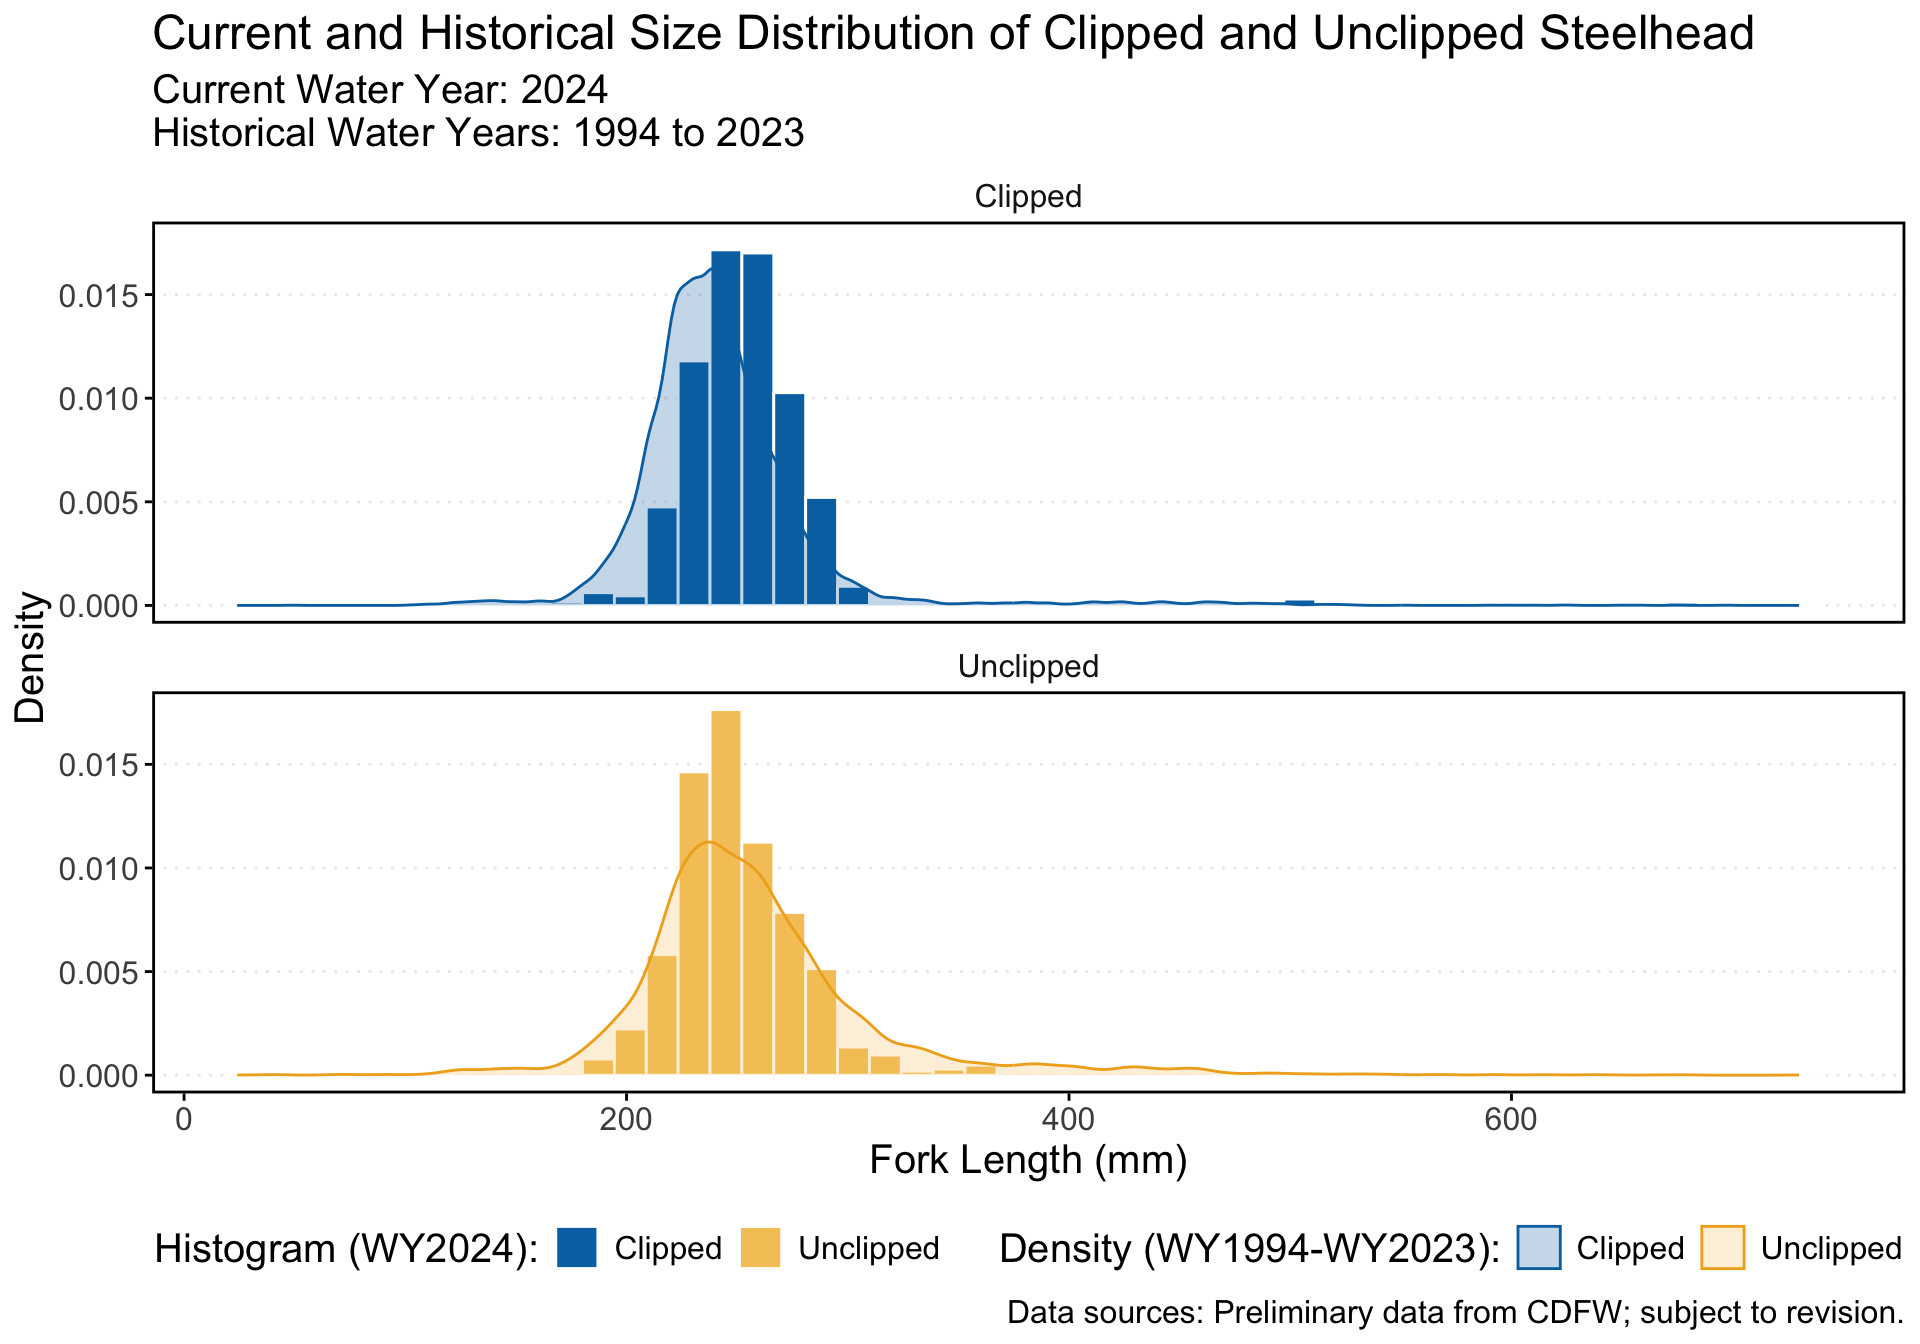 Current and Historical Size Distribution of Clipped and Unclipped Steelhead
Current Water Year: 2024
Historical Water Years: 1994 to 2023
Clipped
0.015
0.010
0.005
0.000
Density
Unclipped
0.015
0.010
0.005
0.000
0 200 400 600
Fork Length (mm)
Histogram (WY2024): Clipped Unclipped Density (WY1994-WY2023): Clipped Unclipped
Data sources: Preliminary data from CDFW; subject to revision.